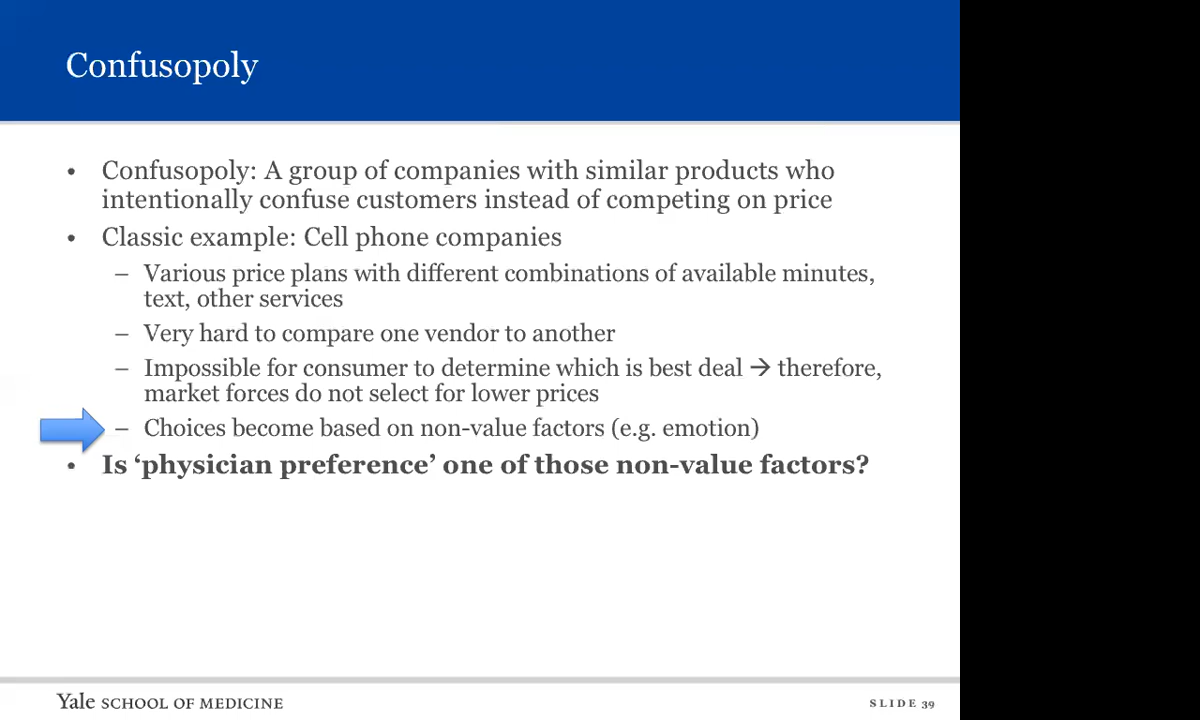 Confusopoly
• Confusopoly: A group of companies with similar products who
intentionally confuse customers instead of competing on price
• Classic example: Cell phone companies
– Various price plans with different combinations of available minutes,
text, other services
– Very hard to compare one vendor to another
– Impossible for consumer to determine which is best deal → therefore,
market forces do not select for lower prices
– Choices become based on non-value factors (e.g. emotion)
• Is ‘physician preference’ one of those non-value factors?
Yale SCHOOL OF MEDICINE
SLIDE 39